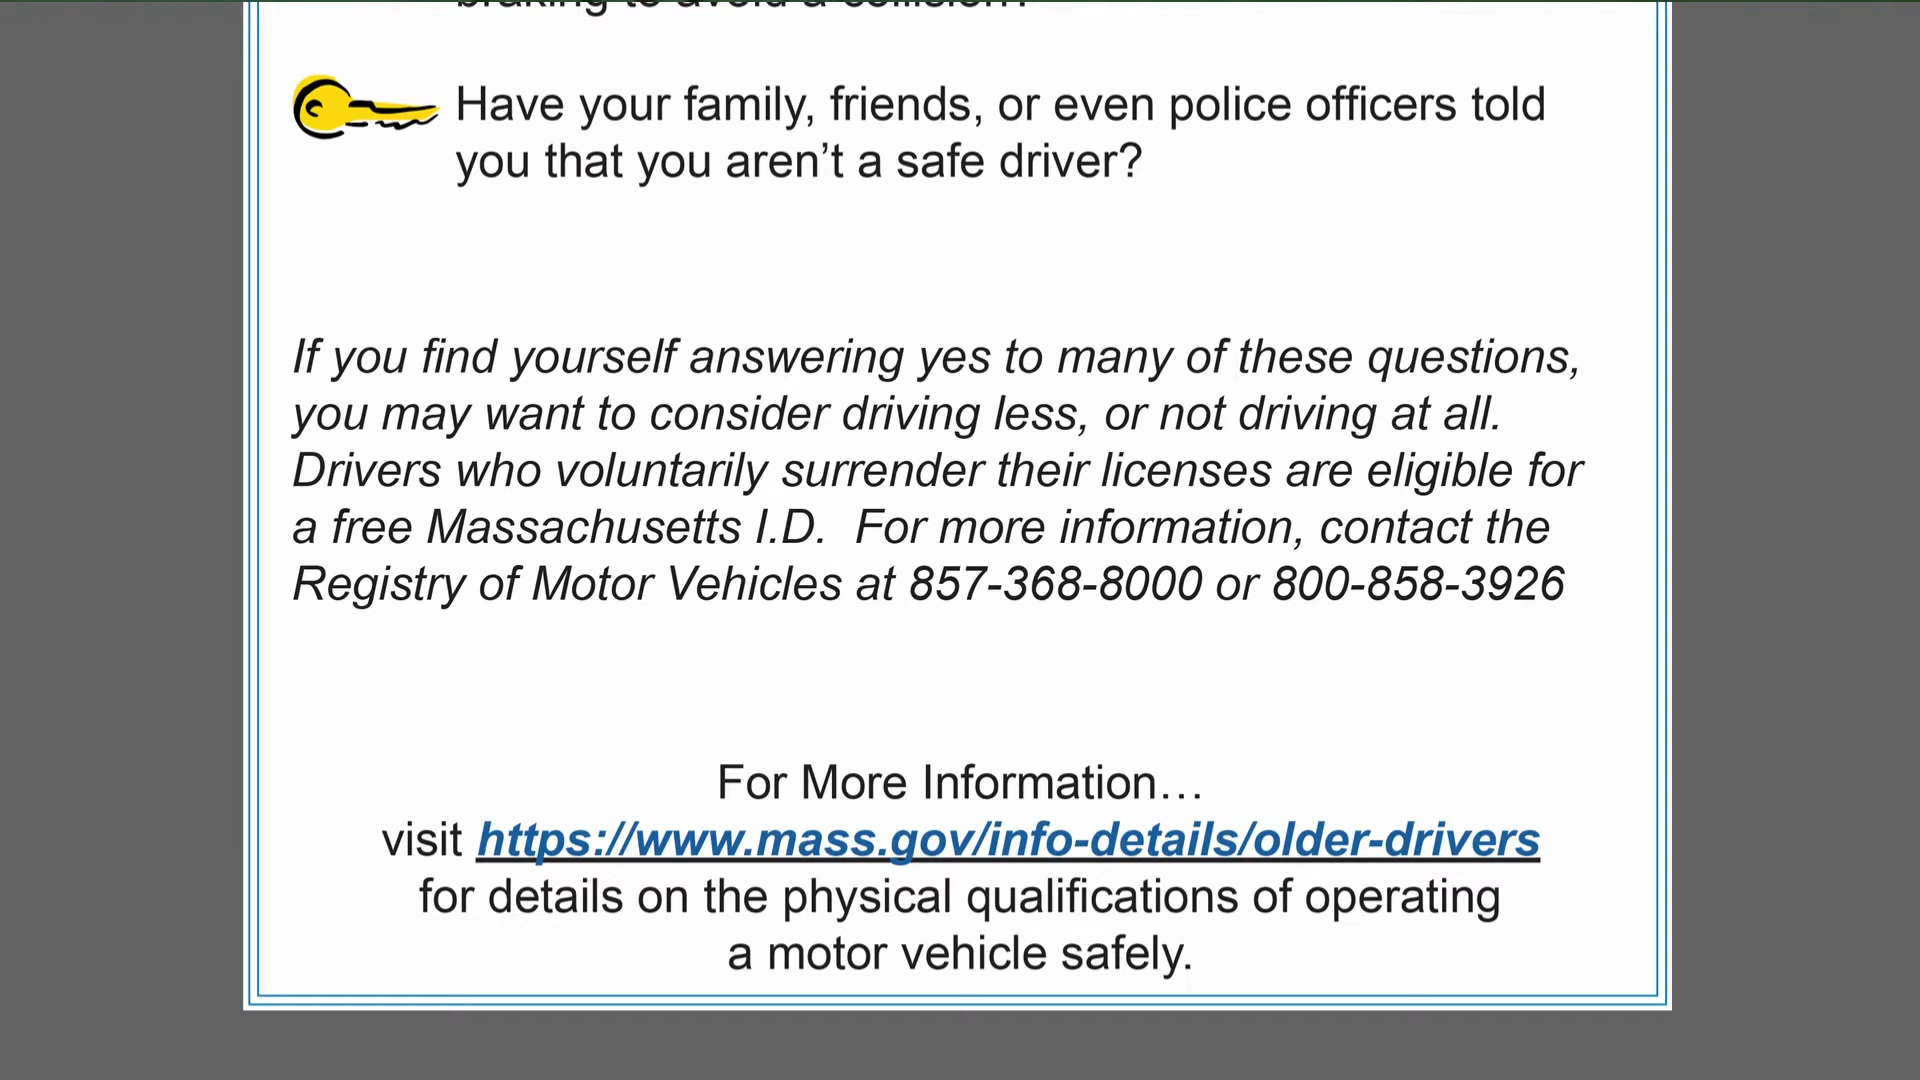 braking to avoid a collision?
Have your family, friends, or even police officers told
you that you aren’t a safe driver?
If you find yourself answering yes to many of these questions,
you may want to consider driving less, or not driving at all.
Drivers who voluntarily surrender their licenses are eligible for
a free Massachusetts I.D.  For more information, contact the
Registry of Motor Vehicles at 857-368-8000 or 800-858-3926
For More Information…
visit https://www.mass.gov/info-details/older-drivers
for details on the physical qualifications of operating
a motor vehicle safely.